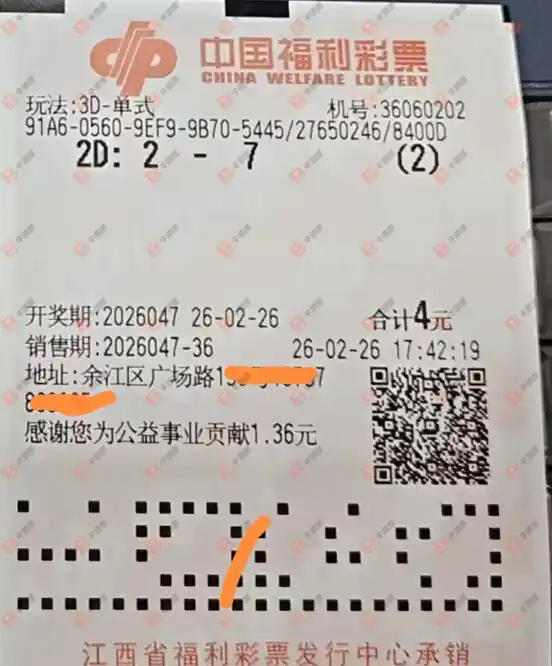 中国福利彩票
CHINA WELFARE LOTTERY
玩法:3D-单式 机号:36060202
91A6-0560-9EF9-9B70-5445/27650246/8400D
2D: 2 - 7 (2)
开奖期:2026047 26-02-26 合计4元
销售期:2026047-36 26-02-26 17:42:19
地址:余江区广场路
感谢您为公益事业贡献1.36元
江西省福利彩票发行中心承销